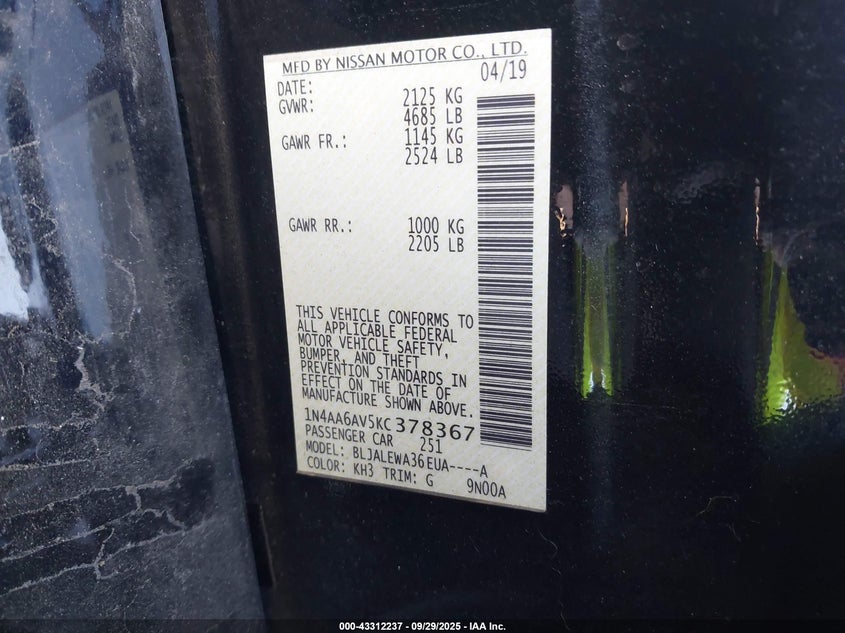 MFD BY NISSAN MOTOR CO., LTD.
DATE: 04/19
GVWR: 2125 KG
4685 LB
GAWR FR.: 1145 KG
2524 LB
GAWR RR.: 1000 KG
2205 LB
THIS VEHICLE CONFORMS TO
ALL APPLICABLE FEDERAL
MOTOR VEHICLE SAFETY,
BUMPER, AND THEFT
PREVENTION STANDARDS IN
EFFECT ON THE DATE OF
MANUFACTURE SHOWN ABOVE.
1N4AA6AV5KC378367
PASSENGER CAR 251
MODEL: BLJALEWA36EUA----A
COLOR: KH3 TRIM: G 9N00A
000-43312237 | 09/29/2025 - IAA Inc.